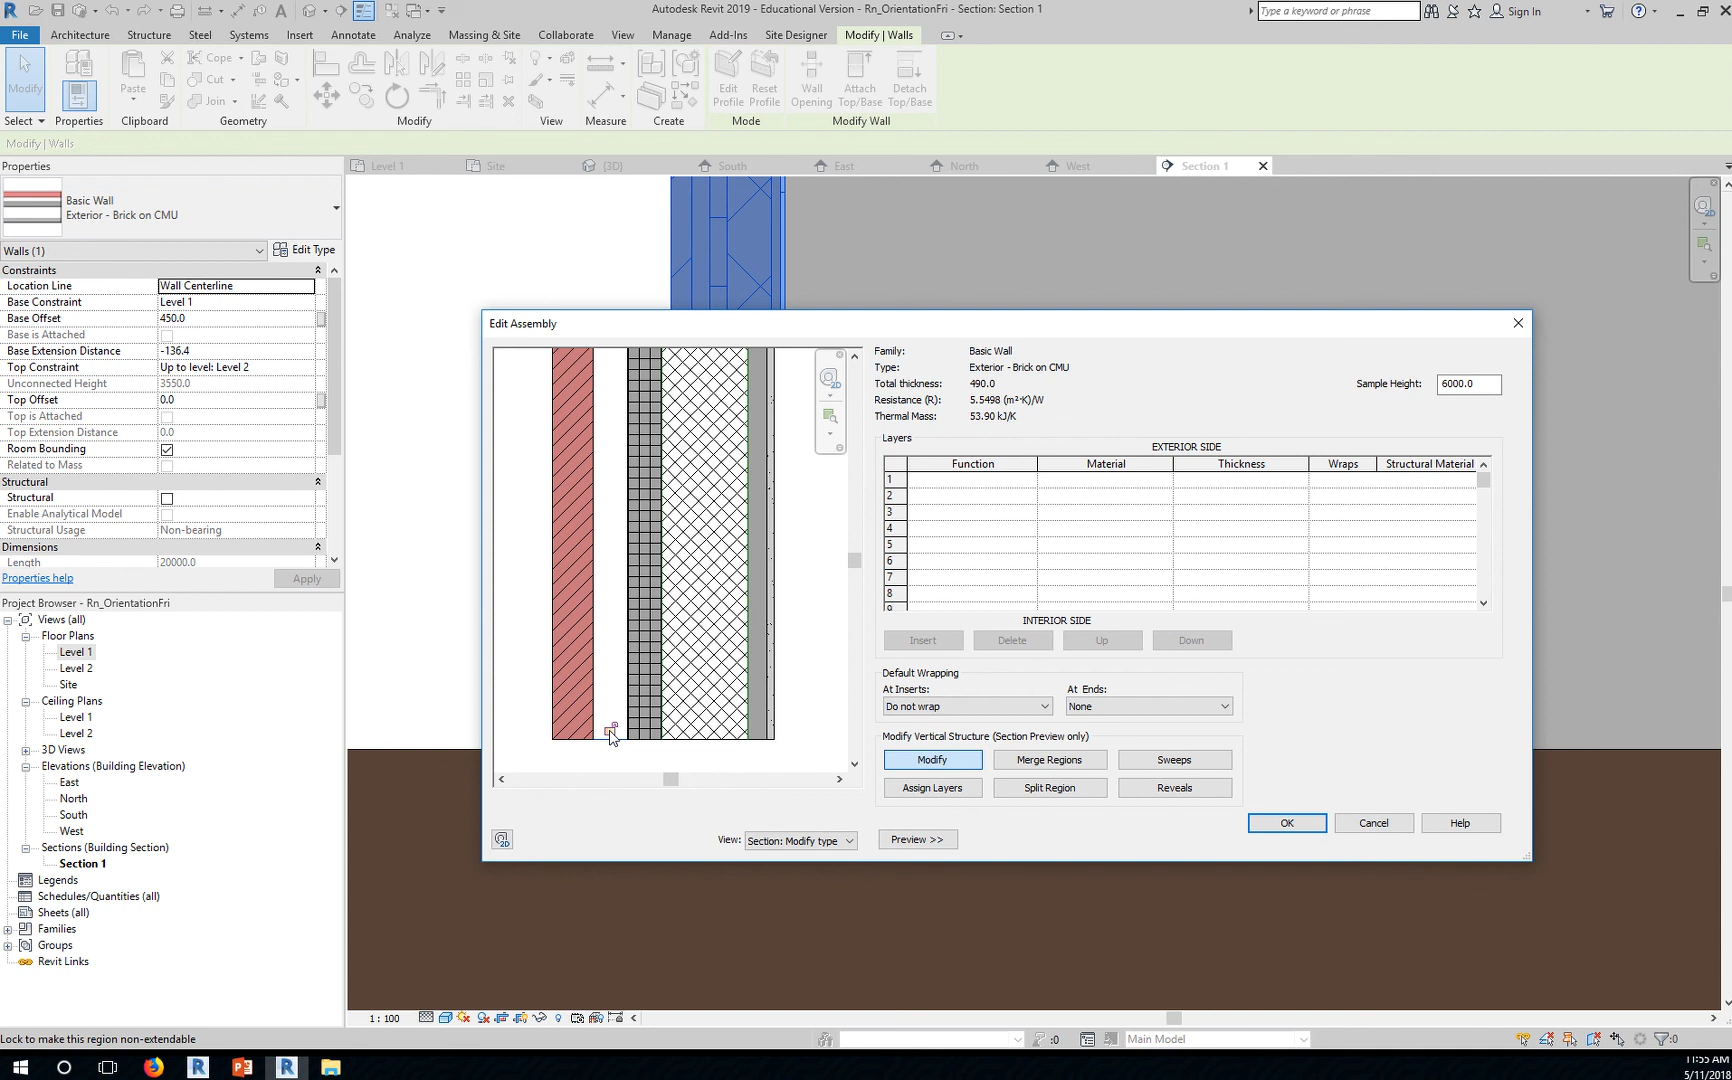 Autodesk Revit 2019 - Educational Version - Rn_OrientationFri - Section: Section 1
Type a keyword or phrase
Sign In
File Architecture Structure Steel Systems Insert Annotate Analyze Massing & Site Collaborate View Manage Add-Ins Site Designer Modify | Walls
Modify
Paste
Cope
Cut
Join
Edit Profile
Reset Profile
Wall Opening
Attach Top/Base
Detach Top/Base
Select Properties Clipboard Geometry Modify View Measure Create Mode Modify Wall
Modify | Walls
Properties
Level 1 Site {3D} South East North West Section 1
Basic Wall
Exterior - Brick on CMU
Walls (1) Edit Type
Constraints
Location Line Wall Centerline
Base Constraint Level 1
Base Offset 450.0
Base is Attached
Base Extension Distance -136.4
Top Constraint Up to level: Level 2
Unconnected Height 3550.0
Top Offset 0.0
Top is Attached
Top Extension Distance 0.0
Room Bounding
Related to Mass
Structural
Structural
Enable Analytical Model
Structural Usage Non-bearing
Dimensions
Length 20000.0
Properties help Apply
Project Browser - Rn_OrientationFri
Views (all)
Floor Plans
Level 1
Level 2
Site
Ceiling Plans
Level 1
Level 2
3D Views
Elevations (Building Elevation)
East
North
South
West
Sections (Building Section)
Section 1
Legends
Schedules/Quantities (all)
Sheets (all)
Families
Groups
Revit Links
Edit Assembly
Family: Basic Wall
Type: Exterior - Brick on CMU
Total thickness: 490.0 Sample Height: 6000.0
Resistance (R): 5.5498 (m²·K)/W
Thermal Mass: 53.90 kJ/K
Layers
EXTERIOR SIDE
Function Material Thickness Wraps Structural Material
1
2
3
4
5
6
7
8
9
INTERIOR SIDE
Insert Delete Up Down
Default Wrapping
At Inserts: At Ends:
Do not wrap None
Modify Vertical Structure (Section Preview only)
Modify Merge Regions Sweeps
Assign Layers Split Region Reveals
OK Cancel Help
View: Section: Modify type Preview >>
2D
2D
2D
1 : 100
Lock to make this region non-extendable
:0
Main Model
:0
11:55 AM
5/11/2018